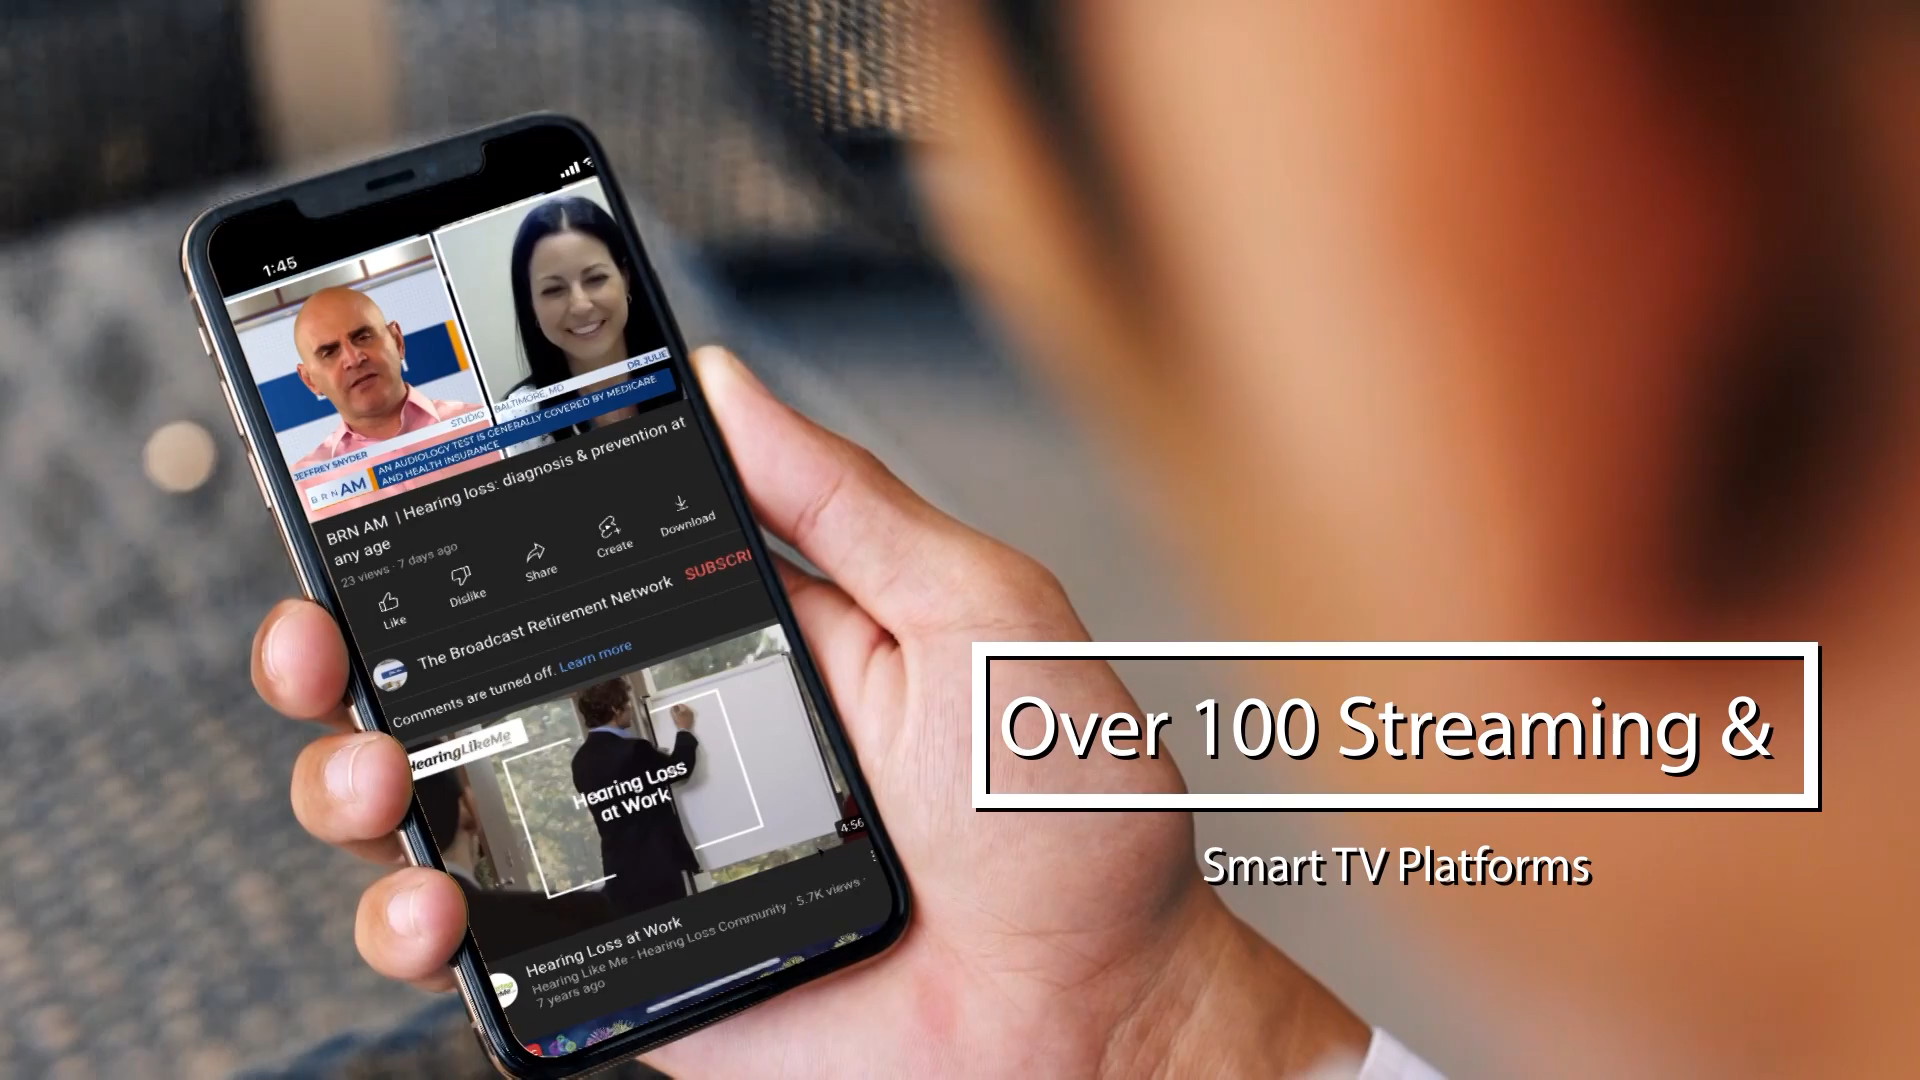 1:45
JEFFREY SNYDER
STUDIO
BALTIMORE, MD
DR. JULIE
BRN AM
AN AUDIOLOGY TEST IS GENERALLY COVERED BY MEDICARE
AND HEALTH INSURANCE
BRN AM | Hearing loss: diagnosis & prevention at
any age
23 views · 7 days ago
Like
Dislike
Share
Create
Download
The Broadcast Retirement Network
SUBSCRI
Comments are turned off. Learn more
HearingLikeMe
Hearing Loss
at Work
4:56
Hearing Loss at Work
Hearing Like Me - Hearing Loss Community · 5.7K views ·
7 years ago
Over 100 Streaming &
Smart TV Platforms